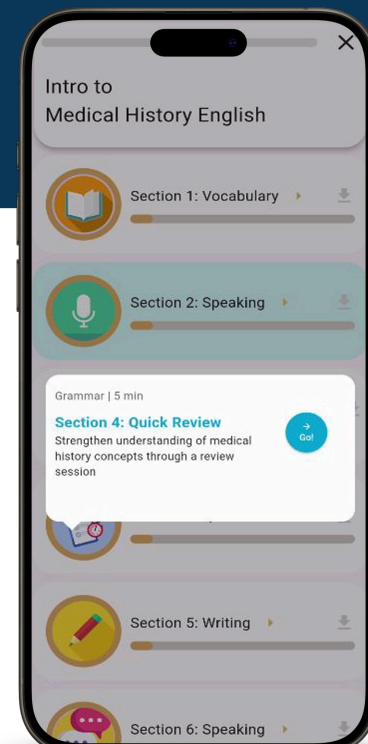 Intro to
Medical History English
Section 1: Vocabulary
Section 2: Speaking
Grammar | 5 min
Section 4: Quick Review
Strengthen understanding of medical
history concepts through a review
session
Go!
Section 5: Writing
Section 6: Speaking